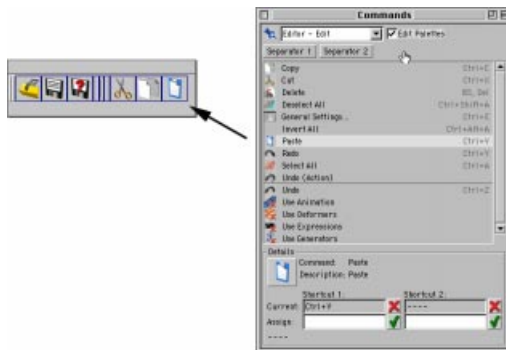 Commands
Editor - Edit Edit Palettes
Separator 1 Separator 2
Copy Ctrl+C
Cut Ctrl+X
Delete BS, Del
Deselect All Ctrl+Shift+A
General Settings... Ctrl+E
Invert All Ctrl+Alt+A
Paste Ctrl+V
Redo Ctrl+Y
Select All Ctrl+A
Undo (Action)
Undo Ctrl+Z
Use Animation
Use Deformers
Use Expressions
Use Generators
Details
Command: Paste
Description: Paste
Shortcut 1: Shortcut 2:
Current: Ctrl+V ----
Assign:
----